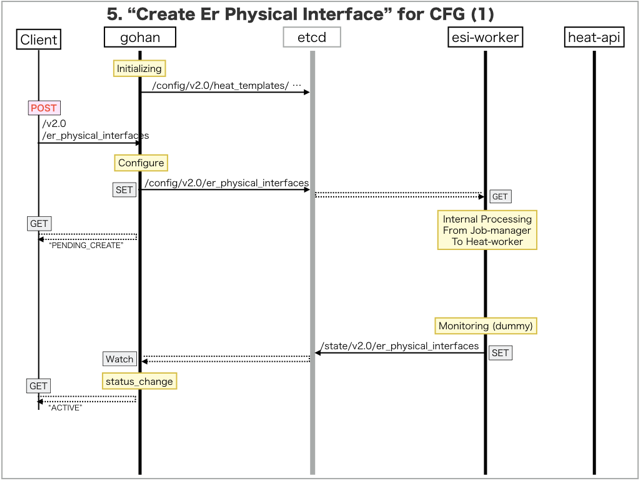 5. “Create Er Physical Interface” for CFG (1)
Client
gohan
etcd
esi-worker
heat-api
Initializing
/config/v2.0/heat_templates/ …
POST
/v2.0
/er_physical_interfaces
Configure
SET
/config/v2.0/er_physical_interfaces
GET
GET
"PENDING_CREATE"
Internal Processing
From Job-manager
To Heat-worker
Monitoring (dummy)
/state/v2.0/er_physical_interfaces
SET
Watch
status_change
GET
"ACTIVE"